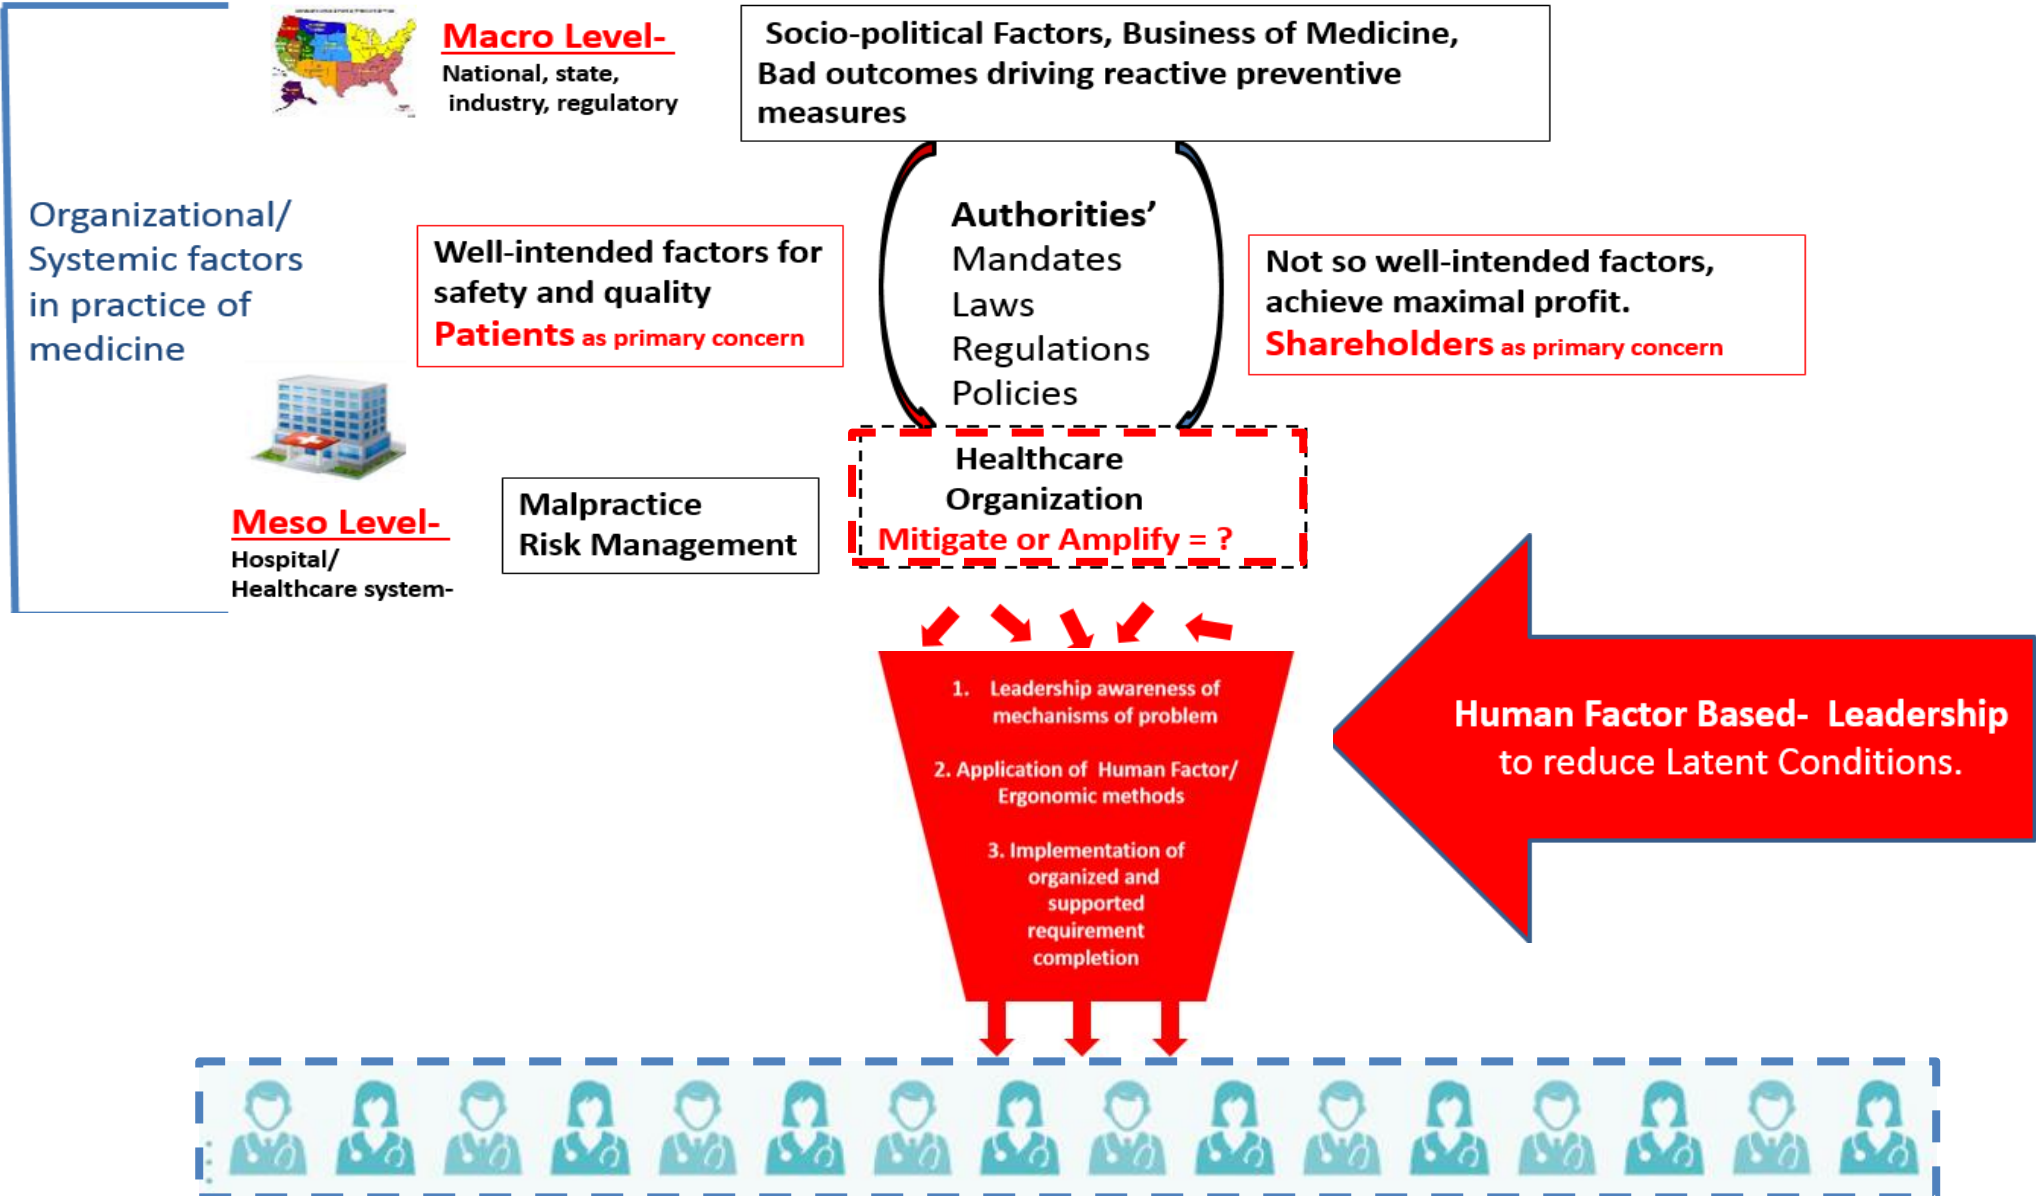 Macro Level-
National, state,
industry, regulatory
Socio-political Factors, Business of Medicine,
Bad outcomes driving reactive preventive
measures
Organizational/
Systemic factors
in practice of
medicine
Well-intended factors for
safety and quality
Patients as primary concern
Authorities’
Mandates
Laws
Regulations
Policies
Not so well-intended factors,
achieve maximal profit.
Shareholders as primary concern
Meso Level-
Hospital/
Healthcare system-
Malpractice
Risk Management
Healthcare
Organization
Mitigate or Amplify = ?
1. Leadership awareness of
mechanisms of problem
2. Application of Human Factor/
Ergonomic methods
3. Implementation of
organized and
supported
requirement
completion
Human Factor Based- Leadership
to reduce Latent Conditions.